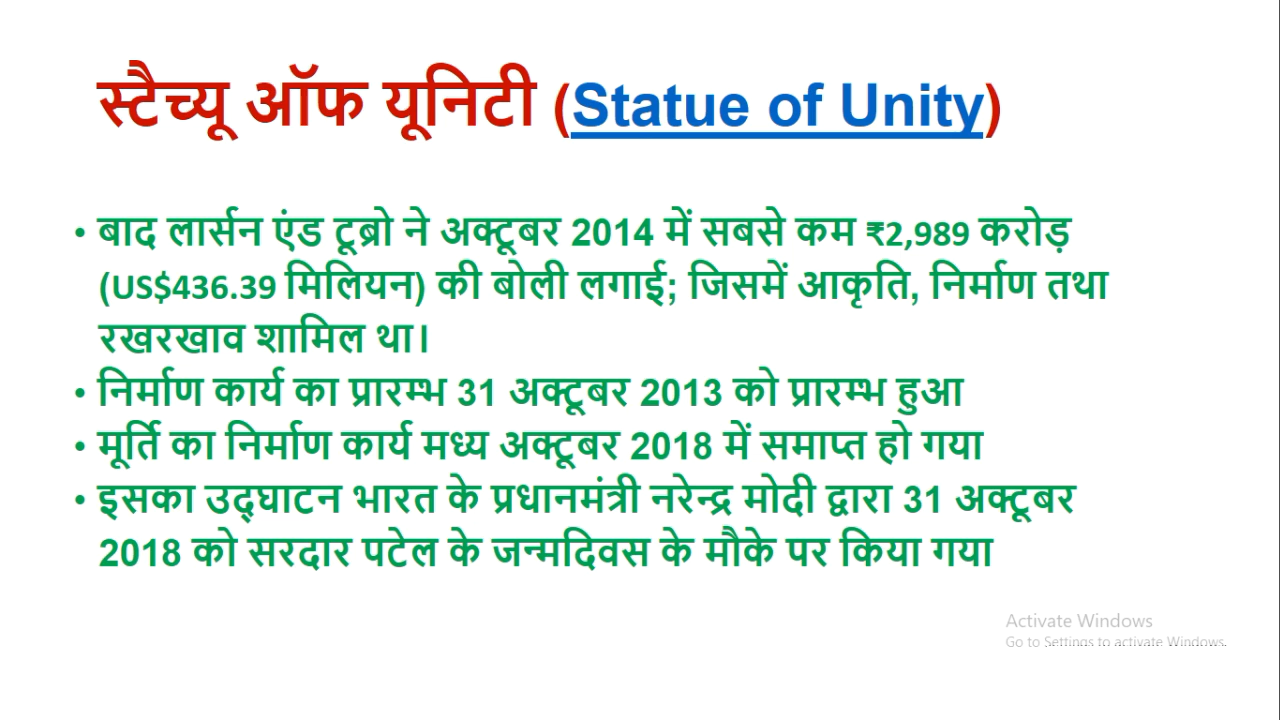 स्टैच्यू ऑफ यूनिटी (Statue of Unity)
• बाद लार्सन एंड टूब्रो ने अक्टूबर 2014 में सबसे कम ₹2,989 करोड़
(US$436.39 मिलियन) की बोली लगाई; जिसमें आकृति, निर्माण तथा
रखरखाव शामिल था।
• निर्माण कार्य का प्रारम्भ 31 अक्टूबर 2013 को प्रारम्भ हुआ
• मूर्ति का निर्माण कार्य मध्य अक्टूबर 2018 में समाप्त हो गया
• इसका उद्घाटन भारत के प्रधानमंत्री नरेन्द्र मोदी द्वारा 31 अक्टूबर
2018 को सरदार पटेल के जन्मदिवस के मौके पर किया गया
Activate Windows
Go to Settings to activate Windows.